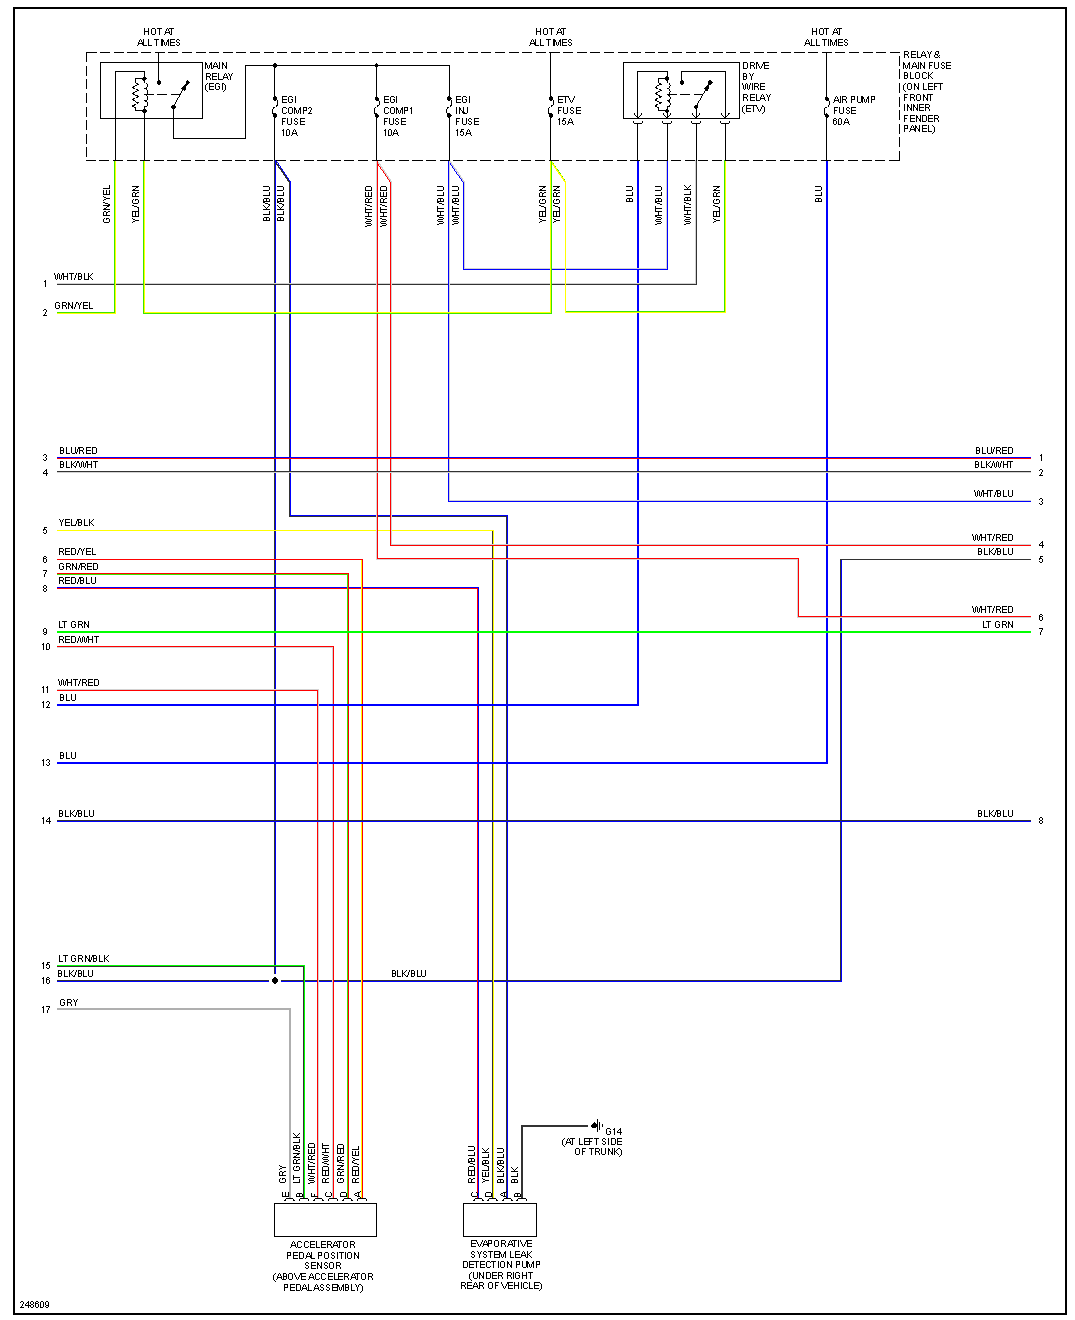 HOT AT
ALL TIMES
HOT AT
ALL TIMES
HOT AT
ALL TIMES
MAIN
RELAY
(EGI)
EGI
COMP2
FUSE
10A
EGI
COMP1
FUSE
10A
EGI
INJ
FUSE
15A
ETV
FUSE
15A
DRIVE
BY
WIRE
RELAY
(ETV)
AIR PUMP
FUSE
60A
RELAY &
MAIN FUSE
BLOCK
(ON LEFT
FRONT
INNER
FENDER
PANEL)
GRN/YEL
YEL/GRN
BLK/BLU
BLK/BLU
WHT/RED
WHT/RED
WHT/BLU
WHT/BLU
YEL/GRN
YEL/GRN
BLU
WHT/BLU
WHT/BLK
YEL/GRN
BLU
1 WHT/BLK
2 GRN/YEL
3 BLU/RED
BLU/RED 1
4 BLK/WHT
BLK/WHT 2
WHT/BLU 3
5 YEL/BLK
WHT/RED 4
6 RED/YEL
BLK/BLU 5
7 GRN/RED
8 RED/BLU
WHT/RED 6
9 LT GRN
LT GRN 7
10 RED/WHT
11 WHT/RED
12 BLU
13 BLU
14 BLK/BLU
BLK/BLU 8
15 LT GRN/BLK
16 BLK/BLU
BLK/BLU
17 GRY
G14
(AT LEFT SIDE
OF TRUNK)
GRY
LT GRN/BLK
WHT/RED
RED/WHT
GRN/RED
RED/YEL
RED/BLU
YEL/BLK
BLK/BLU
BLK
E
B
F
C
D
A
C
D
A
B
ACCELERATOR
PEDAL POSITION
SENSOR
(ABOVE ACCELERATOR
PEDAL ASSEMBLY)
EVAPORATIVE
SYSTEM LEAK
DETECTION PUMP
(UNDER RIGHT
REAR OF VEHICLE)
248609